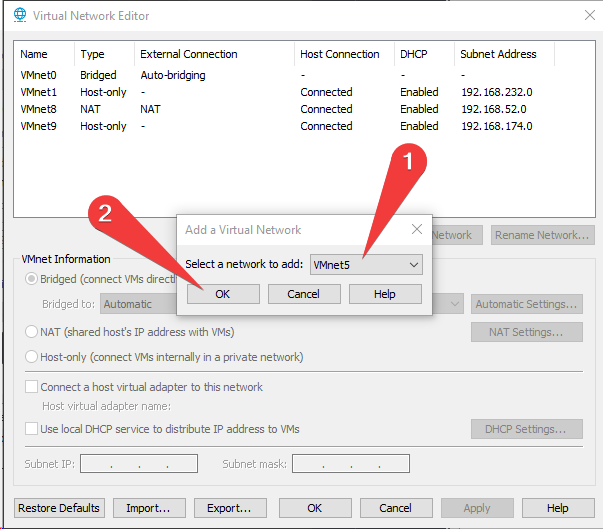 Virtual Network Editor
Name Type External Connection Host Connection DHCP Subnet Address
VMnet0 Bridged Auto-bridging - - -
VMnet1 Host-only - Connected Enabled 192.168.232.0
VMnet8 NAT NAT Connected Enabled 192.168.52.0
VMnet9 Host-only - Connected Enabled 192.168.174.0
1
2
Add a Virtual Network
Select a network to add: VMnet5
OK Cancel Help
Network Rename Network...
VMnet Information
Bridged (connect VMs directl
Bridged to: Automatic Automatic Settings...
NAT (shared host's IP address with VMs) NAT Settings...
Host-only (connect VMs internally in a private network)
Connect a host virtual adapter to this network
Host virtual adapter name:
Use local DHCP service to distribute IP address to VMs DHCP Settings...
Subnet IP: . . . Subnet mask: . . .
Restore Defaults Import... Export... OK Cancel Apply Help